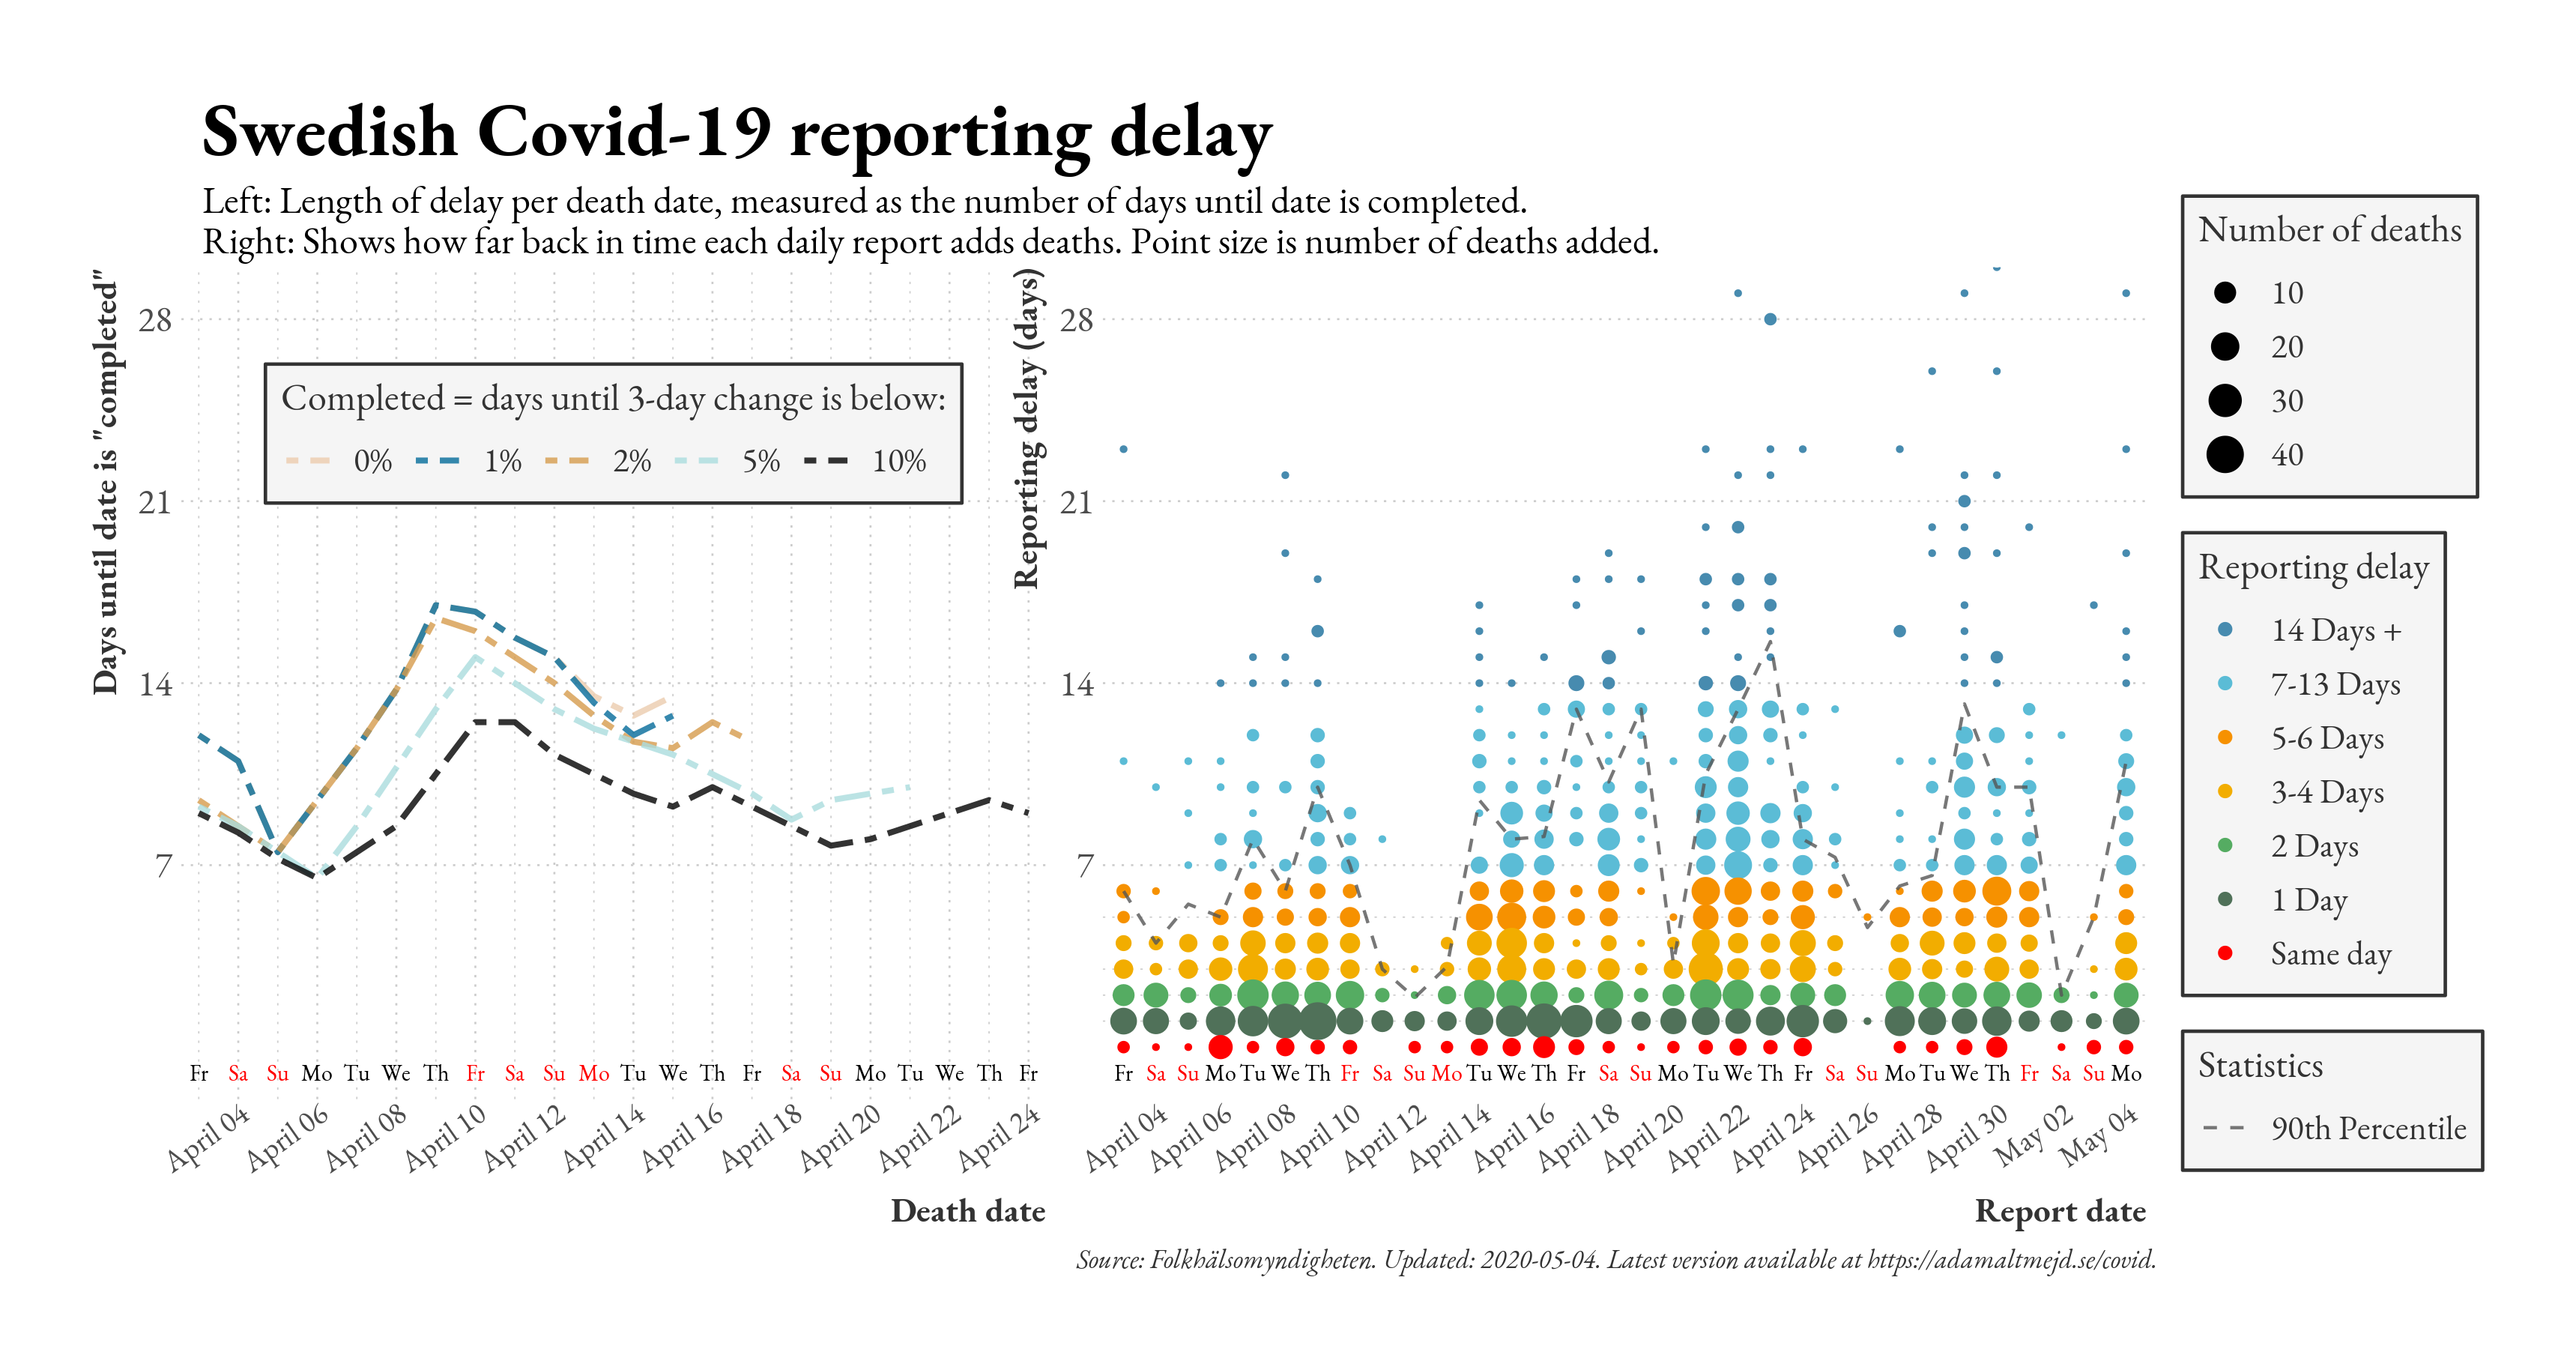 Swedish Covid-19 reporting delay
Left: Length of delay per death date, measured as the number of days until date is completed.
Right: Shows how far back in time each daily report adds deaths. Point size is number of deaths added.
Days until date is "completed"
28
21
14
7
Completed = days until 3-day change is below:
0% 1% 2% 5% 10%
Fr Sa Su Mo Tu We Th Fr Sa Su Mo Tu We Th Fr Sa Su Mo Tu We Th Fr
April 04 April 06 April 08 April 10 April 12 April 14 April 16 April 18 April 20 April 22 April 24
Death date
Reporting delay (days)
28
21
14
7
Fr Sa Su Mo Tu We Th Fr Sa Su Mo Tu We Th Fr Sa Su Mo Tu We Th Fr Sa Su Mo Tu We Th Fr Sa Su Mo
April 04 April 06 April 08 April 10 April 12 April 14 April 16 April 18 April 20 April 22 April 24 April 26 April 28 April 30 May 02 May 04
Report date
Number of deaths
10
20
30
40
Reporting delay
14 Days +
7-13 Days
5-6 Days
3-4 Days
2 Days
1 Day
Same day
Statistics
90th Percentile
Source: Folkhälsomyndigheten. Updated: 2020-05-04. Latest version available at https://adamaltmejd.se/covid.